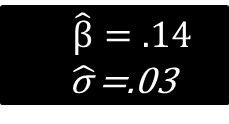 β̂ = .14
σ̂ =.03